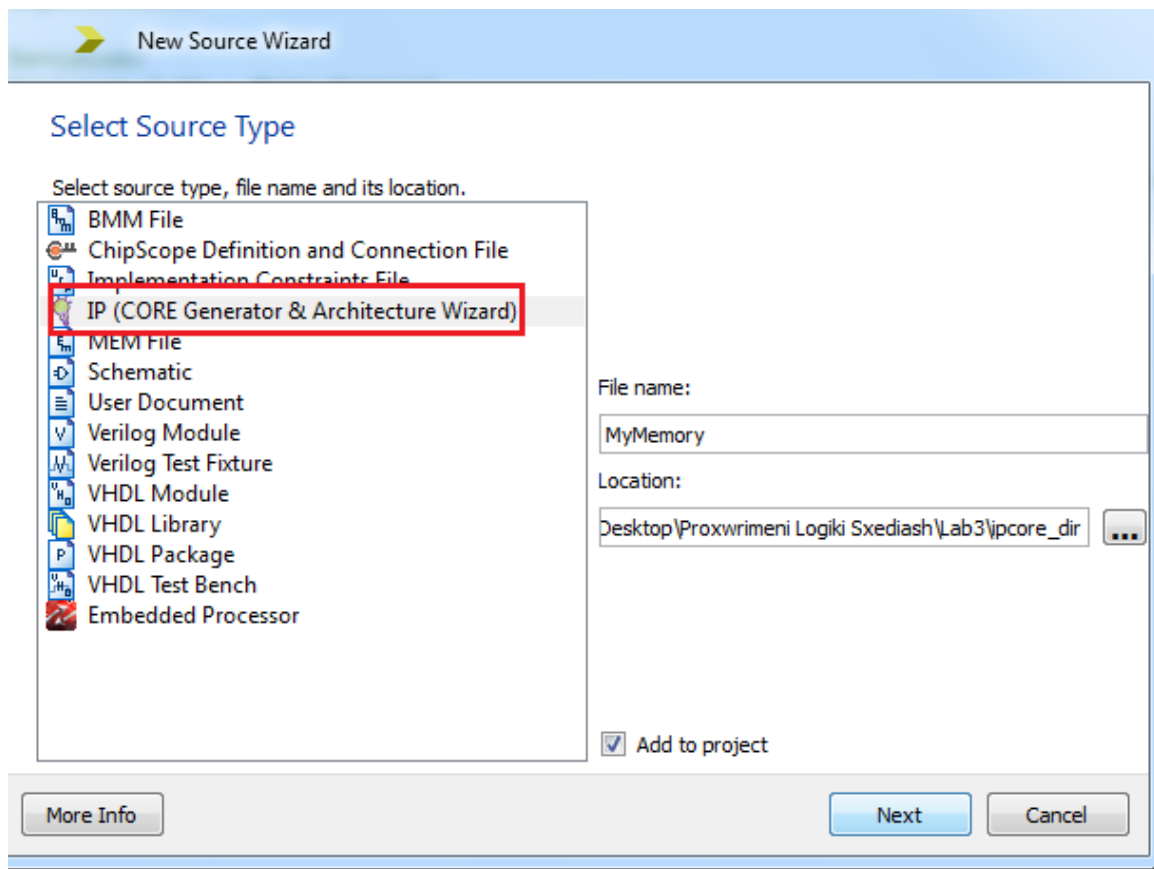 New Source Wizard
Select Source Type
Select source type, file name and its location.
BMM File
ChipScope Definition and Connection File
Implementation Constraints File
IP (CORE Generator & Architecture Wizard)
MEM File
Schematic
User Document
Verilog Module
Verilog Test Fixture
VHDL Module
VHDL Library
VHDL Package
VHDL Test Bench
Embedded Processor
File name:
MyMemory
Location:
Desktop\Proxwrimeni Logiki Sxediash\Lab3\ipcore_dir
...
Add to project
More Info
Next
Cancel